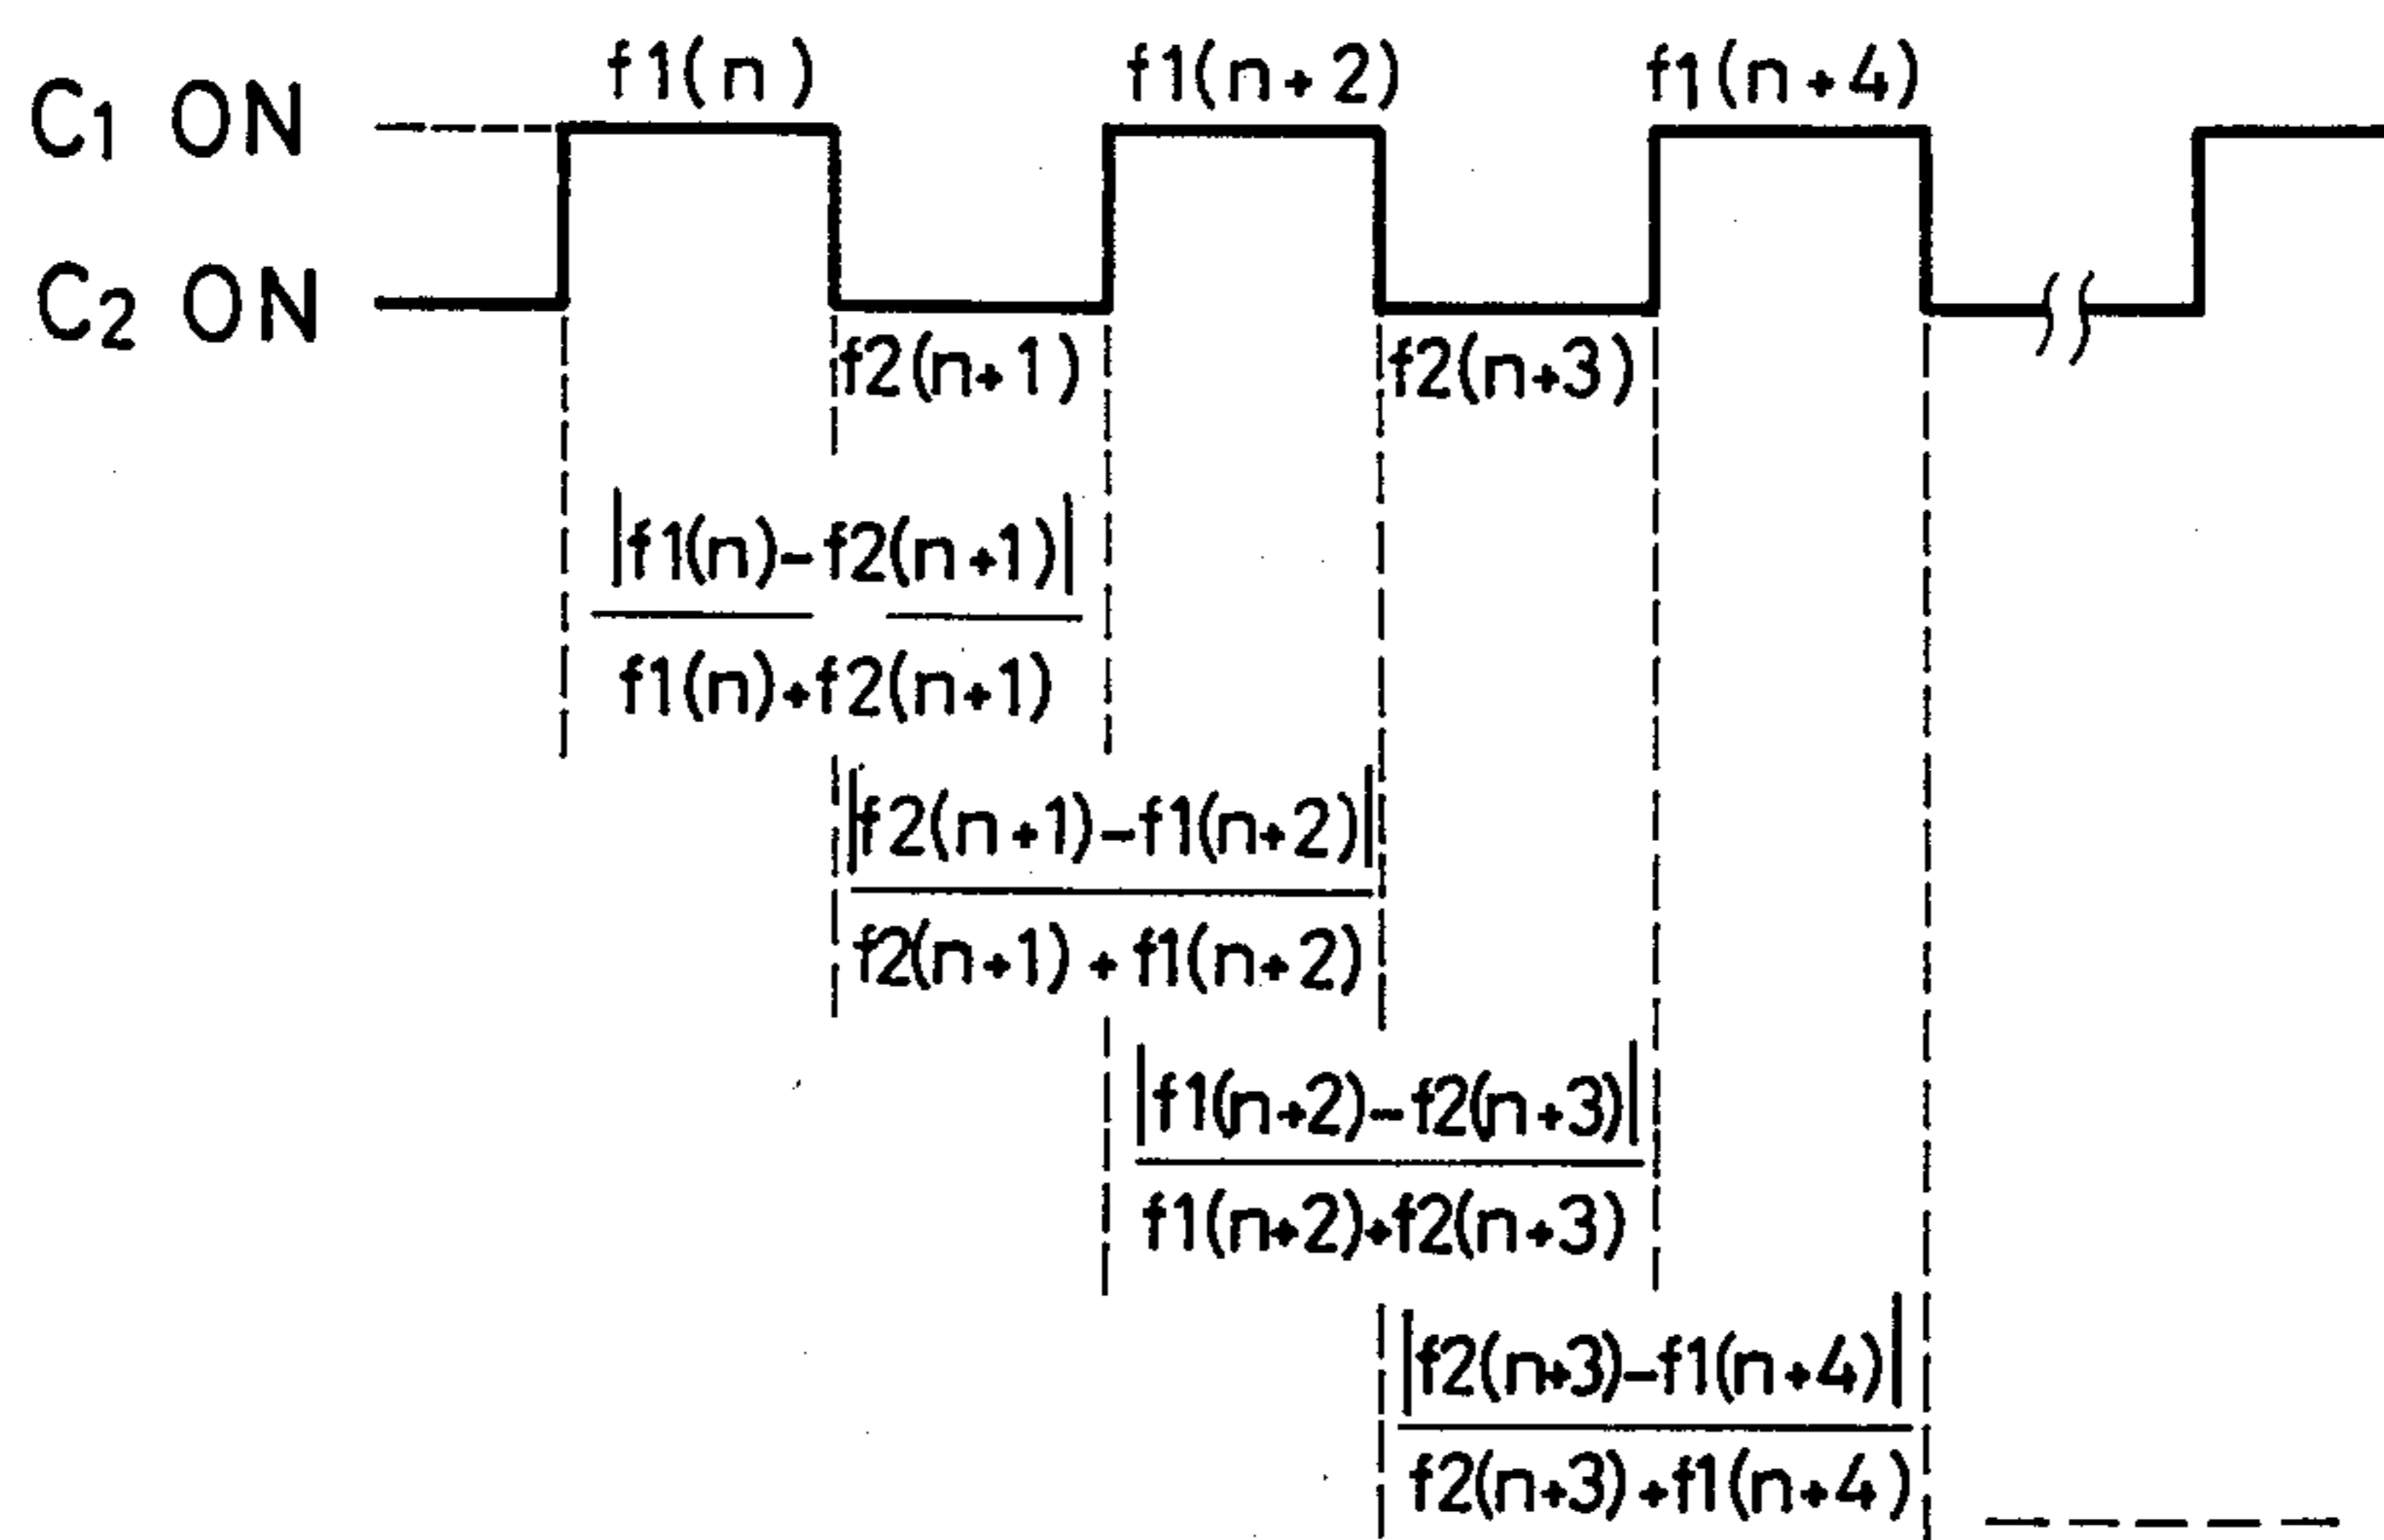 f1(n) f1(n+2) f1(n+4)
C1 ON
C2 ON
f2(n+1) f2(n+3)
|f1(n)-f2(n+1)|
f1(n)+f2(n+1)
|f2(n+1)-f1(n+2)|
f2(n+1)+f1(n+2)
|f1(n+2)-f2(n+3)|
f1(n+2)+f2(n+3)
|f2(n+3)-f1(n+4)|
f2(n+3)+f1(n+4)